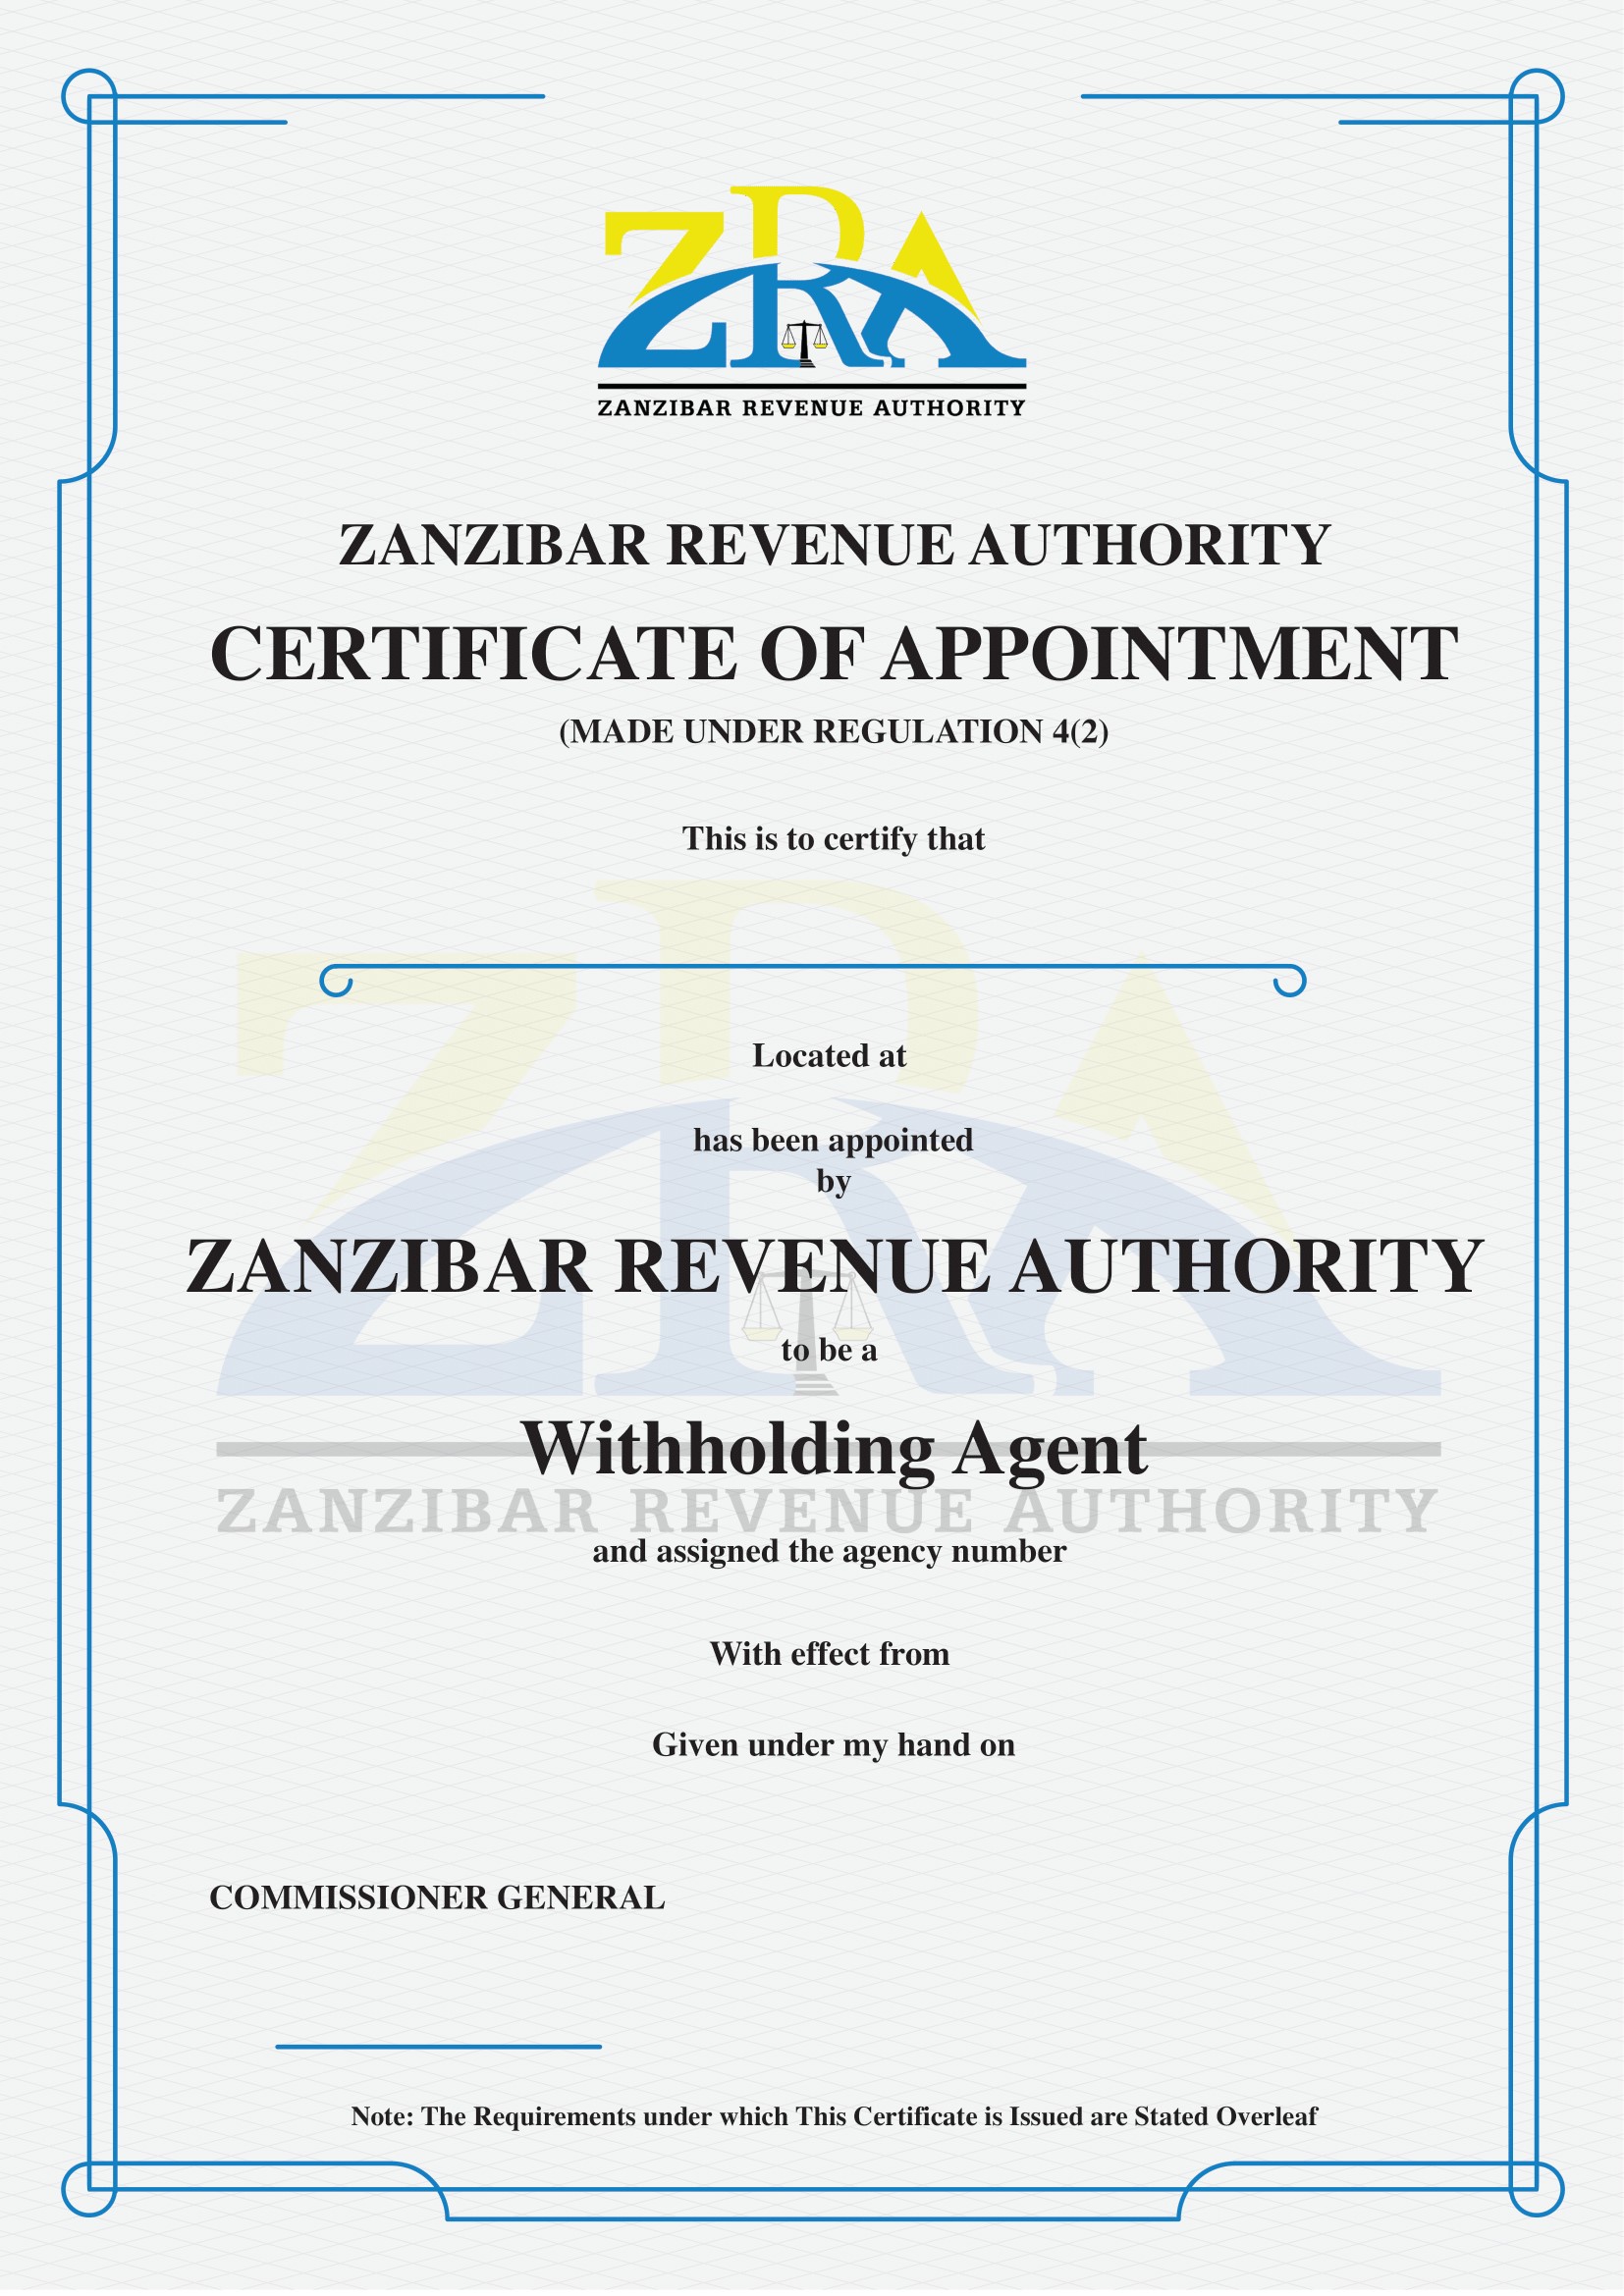 ZRA
ZANZIBAR REVENUE AUTHORITY
ZANZIBAR REVENUE AUTHORITY
CERTIFICATE OF APPOINTMENT
(MADE UNDER REGULATION 4(2)
This is to certify that
ZRA
Located at
has been appointed
by
ZANZIBAR REVENUE AUTHORITY
to be a
Withholding Agent
ZANZIBAR REVENUE AUTHORITY
and assigned the agency number
With effect from
Given under my hand on
COMMISSIONER GENERAL
Note: The Requirements under which This Certificate is Issued are Stated Overleaf